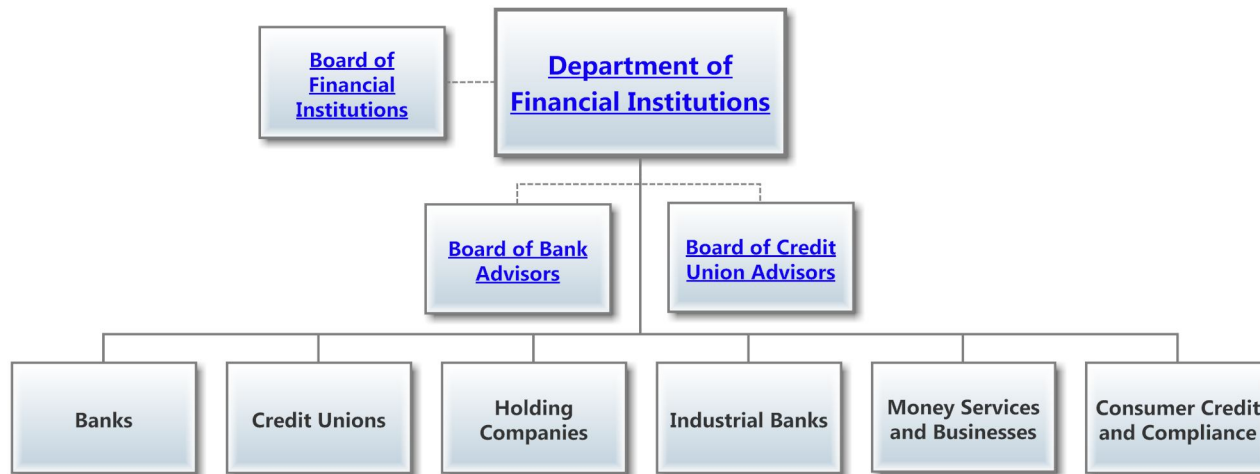 Board of
Financial
Institutions
Department of
Financial Institutions
Board of Bank
Advisors
Board of Credit
Union Advisors
Banks
Credit Unions
Holding
Companies
Industrial Banks
Money Services
and Businesses
Consumer Credit
and Compliance